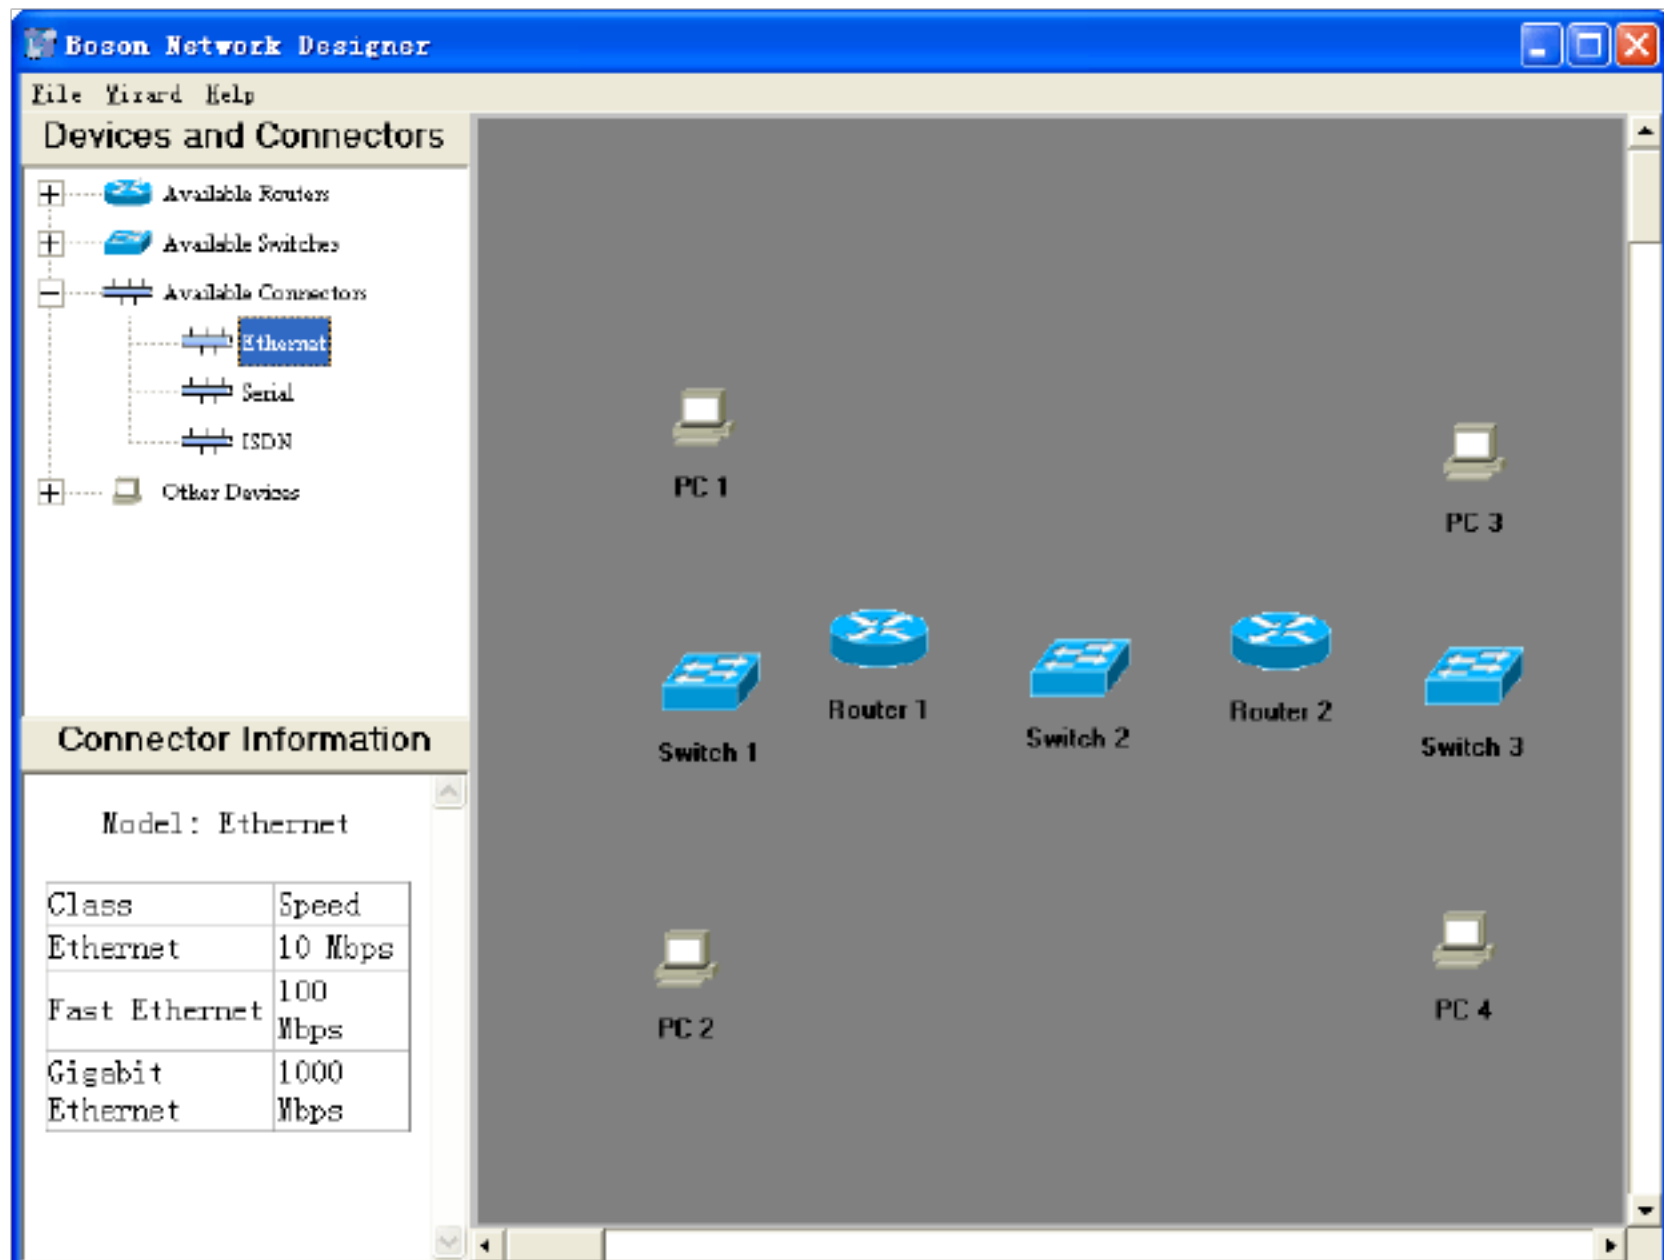 Boson Network Designer
File Wizard Help
Devices and Connectors
Available Routers
Available Switches
Available Connectors
Ethernet
Serial
ISDN
Other Devices
Connector Information
Model: Ethernet
Class Speed
Ethernet 10 Mbps
Fast Ethernet 100 Mbps
Gigabit Ethernet 1000 Mbps
PC 1
PC 3
Router 1
Router 2
Switch 1
Switch 2
Switch 3
PC 2
PC 4